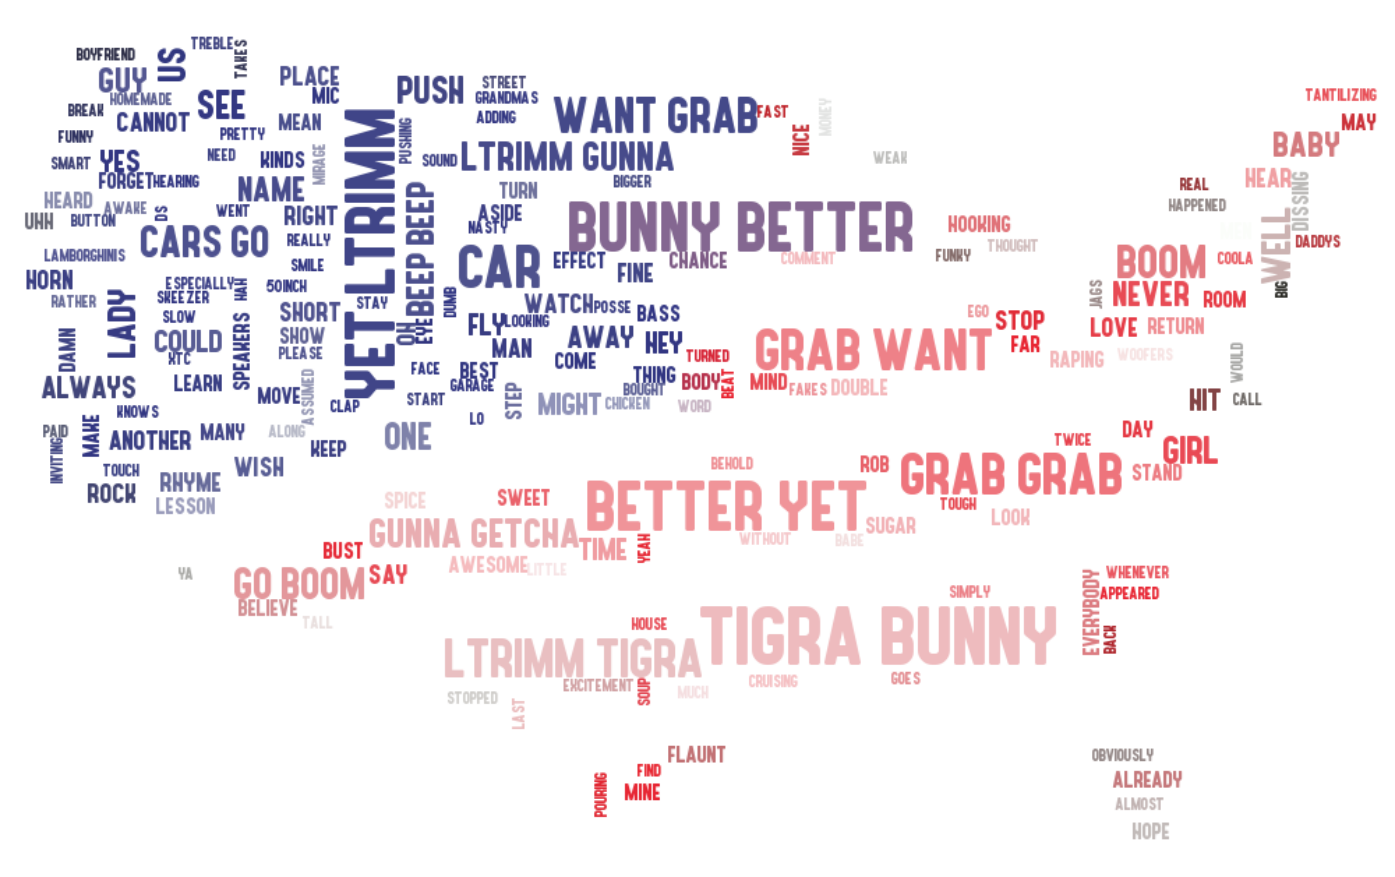 TREBLE
BOYFRIEND
US
TAKES
GUY
PLACE
PUSH
STREET
HOMEMADE
SEE
MIC
GRANDMAS
WANT GRAB
FAST
MONEY
TANTILIZING
BREAK
CANNOT
MEAN
ADDING
NICE
MAY
FUNNY
PRETTY
PUSHING
BABY
SMART
YES
NEED
KINDS
MIRAGE
SOUND
LTRIMM GUNNA
WEAK
FORGET
HEARING
NAME
TURN
BIGGER
REAL
HEAR
DISSING
HEARD
AWAKE
DS
WENT
RIGHT
YET LTRIMM
BEEP BEEP
ASIDE
BUNNY BETTER
HAPPENED
UHH
BUTTON
NASTY
HOOKING
WELL
CARS GO
REALLY
THOUGHT
DADDYS
LAMBORGHINIS
SMILE
CAR
EFFECT
CHANCE
COMMENT
FUNKY
BOOM
COOLA
HORN
ESPECIALLY
HAH
50INCH
FINE
JAGS
NEVER
BIG
RATHER
SKEEZER
STAY
DUMB
WATCH
POSSE
BASS
ROOM
LADY
SLOW
SHORT
FLY
LOOKING
EGO
STOP
LOVE
RETURN
DAMN
COULD
SPEAKERS
SHOW
OH
EYE
AWAY
HEY
GRAB WANT
FAR
XTC
PLEASE
MAN
COME
TURNED
RAPING
WOOFERS
WOULD
ALWAYS
LEARN
MOVE
ASSUMED
FACE
BEST
THING
BODY
BEAT
MIND
FAKES
DOUBLE
GARAGE
BOUGHT
HIT
CALL
KNOWS
CLAP
START
STEP
MIGHT
CHICKEN
WORD
PAID
MAKE
ANOTHER
MANY
ALONG
LO
ONE
TWICE
DAY
INVITING
KEEP
GIRL
TOUCH
WISH
BEHOLD
ROB
GRAB GRAB
STAND
ROCK
RHYME
SPICE
SWEET
BETTER YET
TOUGH
LESSON
LOOK
GUNNA GETCHA
SUGAR
BUST
TIME
YEAH
WITHOUT
BABE
YA
GO BOOM
SAY
AWESOME
LITTLE
WHENEVER
BELIEVE
SIMPLY
EVERYBODY
APPEARED
TALL
HOUSE
TIGRA BUNNY
BACK
LTRIMM TIGRA
STOPPED
EXCITEMENT
SOUP
MUCH
CRUISING
GOES
LAST
FLAUNT
OBVIOUSLY
FIND
POURING
MINE
ALREADY
ALMOST
HOPE